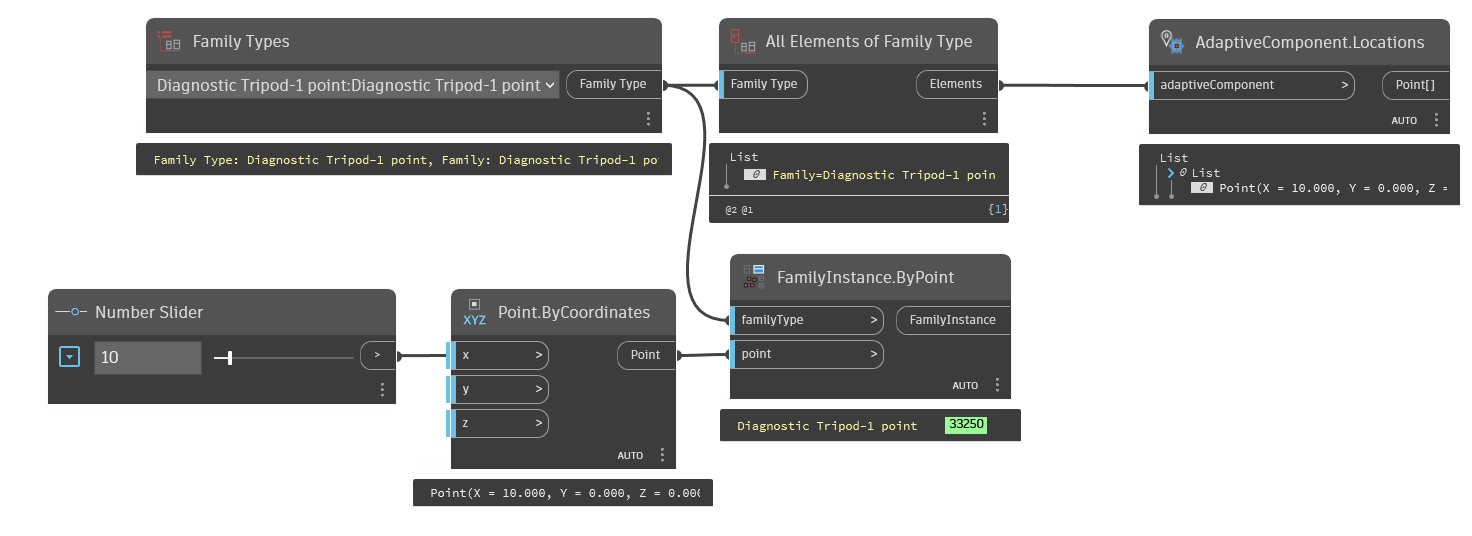 Family Types
Diagnostic Tripod-1 point:Diagnostic Tripod-1 point
Family Type
Family Type: Diagnostic Tripod-1 point, Family: Diagnostic Tripod-1 po
All Elements of Family Type
Family Type
Elements
List
0 Family=Diagnostic Tripod-1 poin
@2 @1 {1}
AdaptiveComponent.Locations
adaptiveComponent >
Point[]
AUTO
List
0 List
0 Point(X = 10.000, Y = 0.000, Z =
Number Slider
10
>
XYZ
Point.ByCoordinates
x >
Point
y >
z >
AUTO
Point(X = 10.000, Y = 0.000, Z = 0.000
FamilyInstance.ByPoint
familyType >
FamilyInstance
point >
AUTO
Diagnostic Tripod-1 point 33250